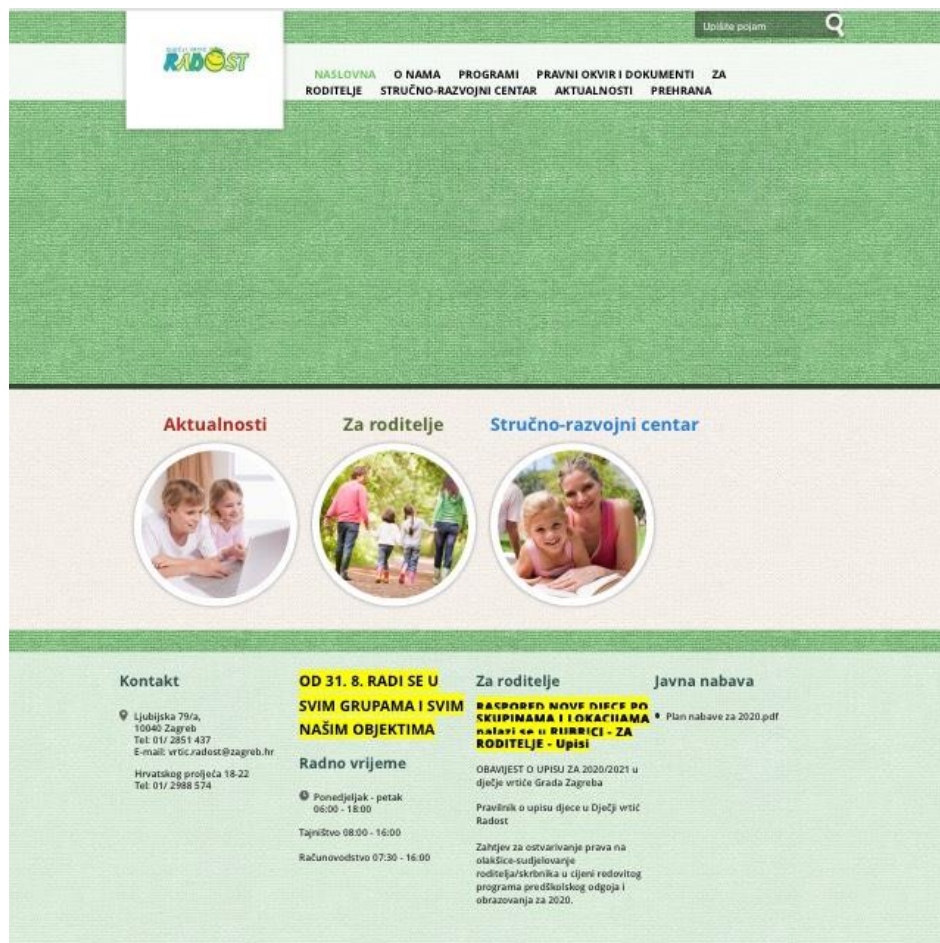 Upišite pojam
DJEČJI VRTIĆ
RADOST
NASLOVNA O NAMA PROGRAMI PRAVNI OKVIR I DOKUMENTI ZA
RODITELJE STRUČNO-RAZVOJNI CENTAR AKTUALNOSTI PREHRANA
Aktualnosti
Za roditelje
Stručno-razvojni centar
Kontakt
Ljubijska 79/a,
10040 Zagreb
Tel: 01/ 2851 437
E-mail: vrtic.radost@zagreb.hr
Hrvatskog proljeća 18-22
Tel: 01/ 2988 574
OD 31. 8. RADI SE U
SVIM GRUPAMA I SVIM
NAŠIM OBJEKTIMA
Radno vrijeme
Ponedjeljak - petak
06:00 - 18:00
Tajništvo 08:00 - 16:00
Računovodstvo 07:30 - 16:00
Za roditelje
RASPORED NOVE DJECE PO
SKUPINAMA I LOKACIJAMA
nalazi se u RUBRICI - ZA
RODITELJE - Upisi
OBAVIJEST O UPISU ZA 2020/2021 u
dječje vrtiće Grada Zagreba
Pravilnik o upisu djece u Dječji vrtić
Radost
Zahtjev za ostvarivanje prava na
olakšice-sudjelovanje
roditelja/skrbnika u cijeni redovitog
programa predškolskog odgoja i
obrazovanja za 2020.
Javna nabava
Plan nabave za 2020.pdf